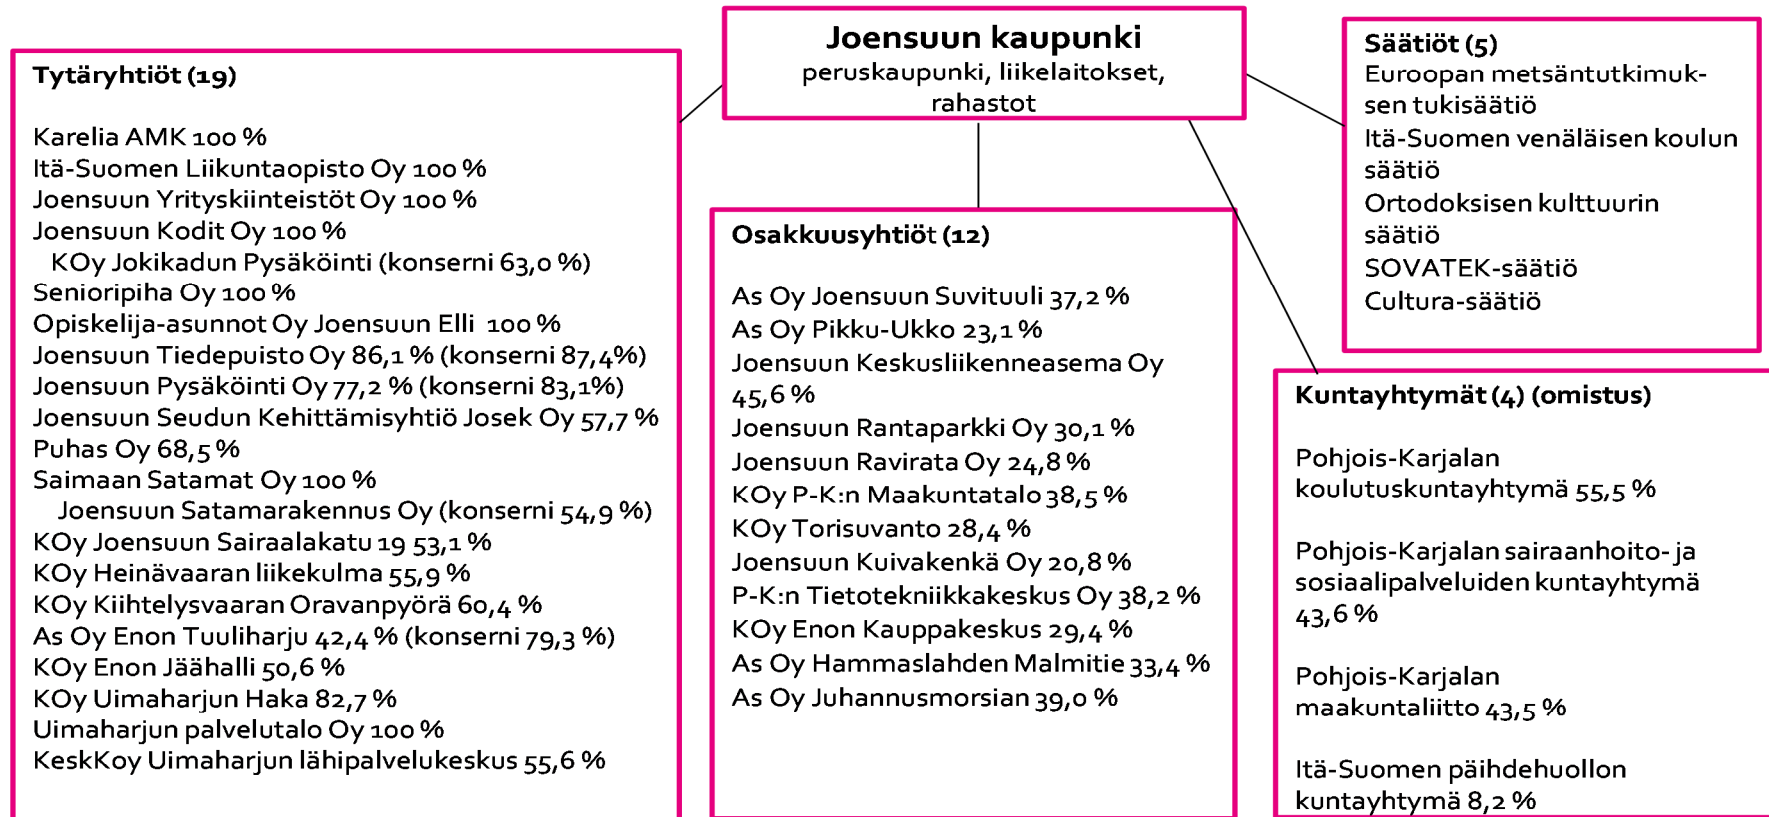 Joensuun kaupunki
peruskaupunki, liikelaitokset,
rahastot
Tytäryhtiöt (19)
Karelia AMK 100 %
Itä-Suomen Liikuntaopisto Oy 100 %
Joensuun Yrityskiinteistöt Oy 100 %
Joensuun Kodit Oy 100 %
KOy Jokikadun Pysäköinti (konserni 63,0 %)
Senioripiha Oy 100 %
Opiskelija-asunnot Oy Joensuun Elli 100 %
Joensuun Tiedepuisto Oy 86,1 % (konserni 87,4%)
Joensuun Pysäköinti Oy 77,2 % (konserni 83,1%)
Joensuun Seudun Kehittämisyhtiö Josek Oy 57,7 %
Puhas Oy 68,5 %
Saimaan Satamat Oy 100 %
Joensuun Satamarakennus Oy (konserni 54,9 %)
KOy Joensuun Sairaalakatu 19 53,1 %
KOy Heinävaaran liikekulma 55,9 %
KOy Kiihtelysvaaran Oravanpyörä 60,4 %
As Oy Enon Tuuliharju 42,4 % (konserni 79,3 %)
KOy Enon Jäähalli 50,6 %
KOy Uimaharjun Haka 82,7 %
Uimaharjun palvelutalo Oy 100 %
KeskKoy Uimaharjun lähipalvelukeskus 55,6 %
Osakkuusyhtiöt (12)
As Oy Joensuun Suvituuli 37,2 %
As Oy Pikku-Ukko 23,1 %
Joensuun Keskusliikenneasema Oy
45,6 %
Joensuun Rantaparkki Oy 30,1 %
Joensuun Ravirata Oy 24,8 %
KOy P-K:n Maakuntatalo 38,5 %
KOy Torisuvanto 28,4 %
Joensuun Kuivakenkä Oy 20,8 %
P-K:n Tietotekniikkakeskus Oy 38,2 %
KOy Enon Kauppakeskus 29,4 %
As Oy Hammaslahden Malmitie 33,4 %
As Oy Juhannusmorsian 39,0 %
Säätiöt (5)
Euroopan metsäntutkimuk-
sen tukisäätiö
Itä-Suomen venäläisen koulun
säätiö
Ortodoksisen kulttuurin
säätiö
SOVATEK-säätiö
Cultura-säätiö
Kuntayhtymät (4) (omistus)
Pohjois-Karjalan
koulutuskuntayhtymä 55,5 %
Pohjois-Karjalan sairaanhoito- ja
sosiaalipalveluiden kuntayhtymä
43,6 %
Pohjois-Karjalan
maakuntaliitto 43,5 %
Itä-Suomen päihdehuollon
kuntayhtymä 8,2 %